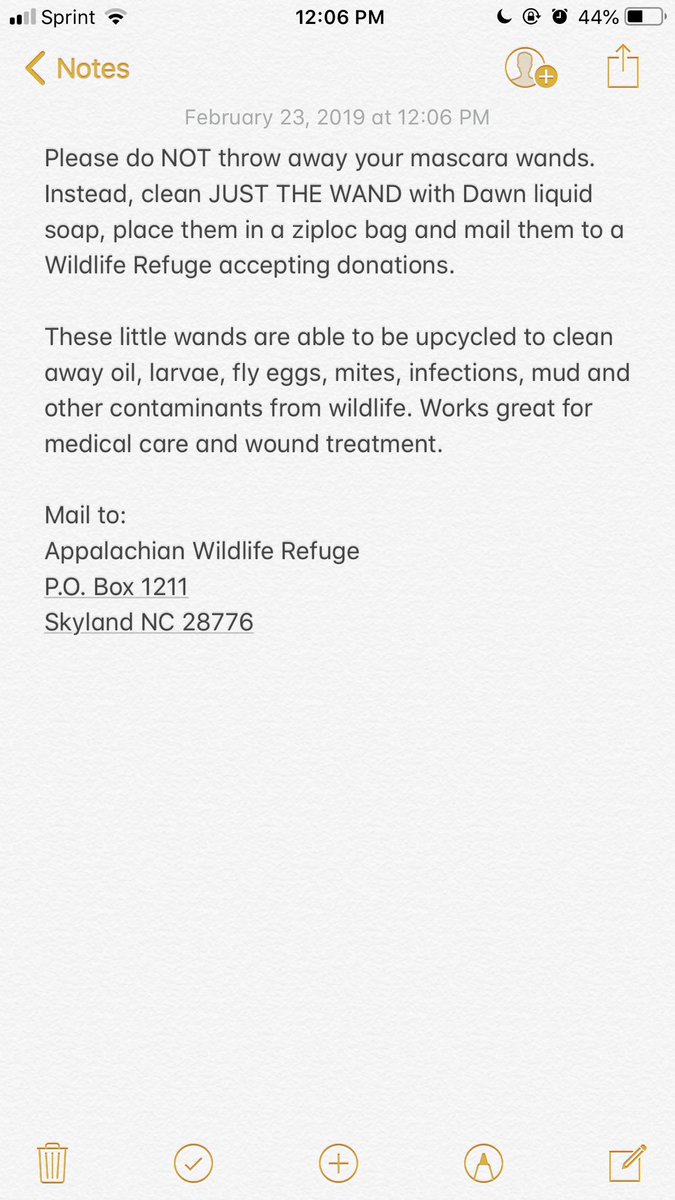 Sprint 12:06 PM 44%
Notes
February 23, 2019 at 12:06 PM
Please do NOT throw away your mascara wands.
Instead, clean JUST THE WAND with Dawn liquid
soap, place them in a ziploc bag and mail them to a
Wildlife Refuge accepting donations.
These little wands are able to be upcycled to clean
away oil, larvae, fly eggs, mites, infections, mud and
other contaminants from wildlife. Works great for
medical care and wound treatment.
Mail to:
Appalachian Wildlife Refuge
P.O. Box 1211
Skyland NC 28776